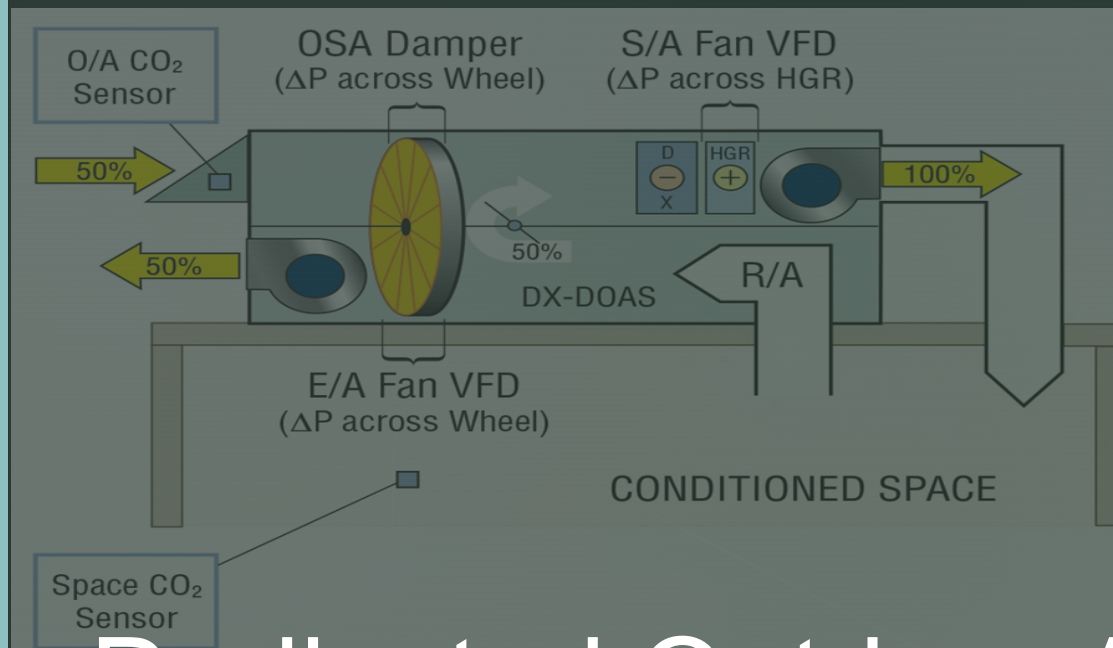 O/A CO₂
Sensor
OSA Damper
(ΔP across Wheel)
S/A Fan VFD
(ΔP across HGR)
50%
D
X
HGR
100%
50%
50%
R/A
DX-DOAS
E/A Fan VFD
(ΔP across Wheel)
CONDITIONED SPACE
Space CO₂
Sensor